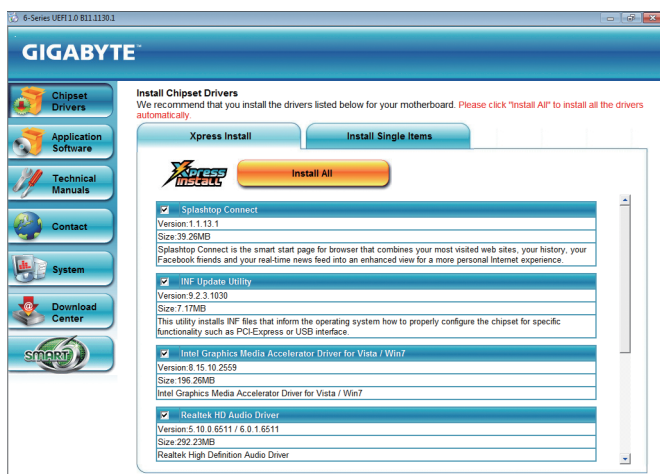 6-Series UEFI 1.0 B11.1130.1
GIGABYTE™
Chipset
Drivers
Application
Software
Technical
Manuals
Contact
System
Download
Center
SMART 6
Install Chipset Drivers
We recommend that you install the drivers listed below for your motherboard. Please click "Install All" to install all the drivers
automatically.
Xpress Install
Install Single Items
Xpress
Install
Install All
Splashtop Connect
Version:1.1.13.1
Size:39.26MB
Splashtop Connect is the smart start page for browser that combines your most visited web sites, your history, your
Facebook friends and your real-time news feed into an enhanced view for a more personal Internet experience.
INF Update Utility
Version:9.2.3.1030
Size:7.17MB
This utility installs INF files that inform the operating system how to properly configure the chipset for specific
functionality such as PCI-Express or USB interface.
Intel Graphics Media Accelerator Driver for Vista / Win7
Version:8.15.10.2559
Size:196.26MB
Intel Graphics Media Accelerator Driver for Vista / Win7
Realtek HD Audio Driver
Version:5.10.0.6511 / 6.0.1.6511
Size:292.23MB
Realtek High Definition Audio Driver